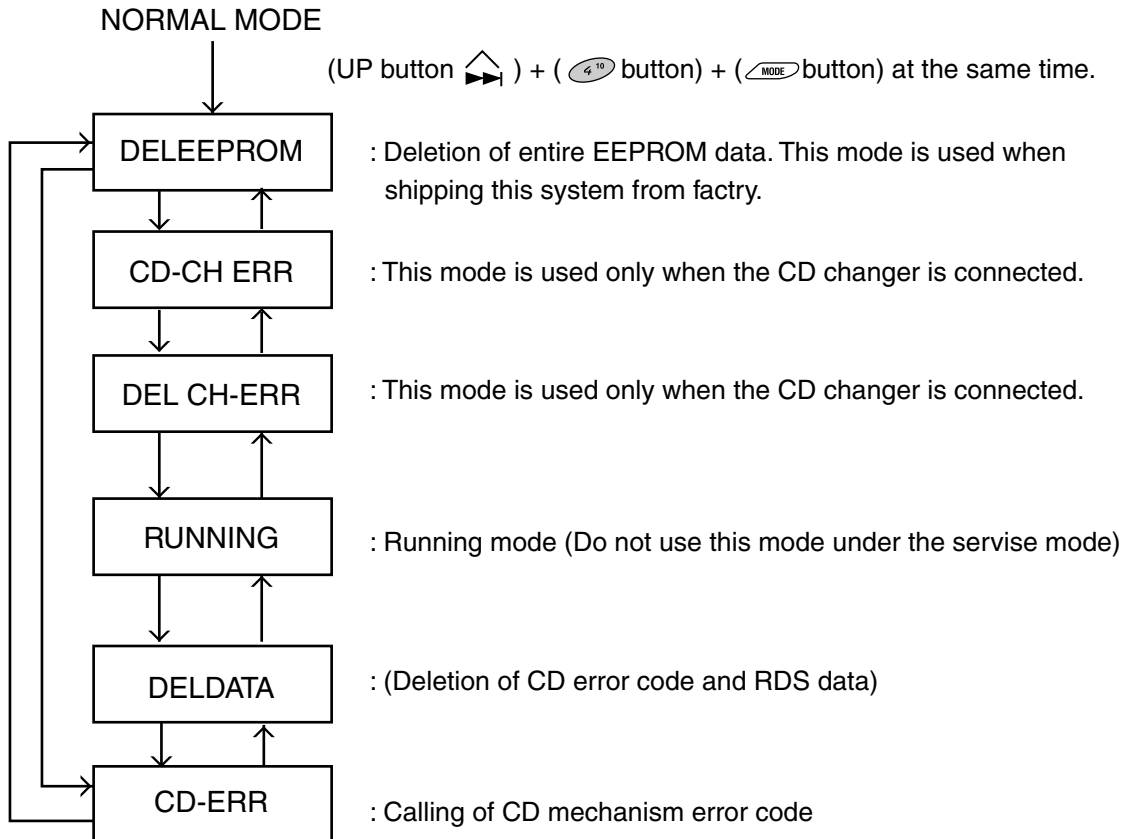 NORMAL MODE
(UP button ) + ( 4 10 button) + ( MODE button) at the same time.
DELEEPROM : Deletion of entire EEPROM data. This mode is used when
shipping this system from factry.
CD-CH ERR : This mode is used only when the CD changer is connected.
DEL CH-ERR : This mode is used only when the CD changer is connected.
RUNNING : Running mode (Do not use this mode under the servise mode)
DELDATA : (Deletion of CD error code and RDS data)
CD-ERR : Calling of CD mechanism error code